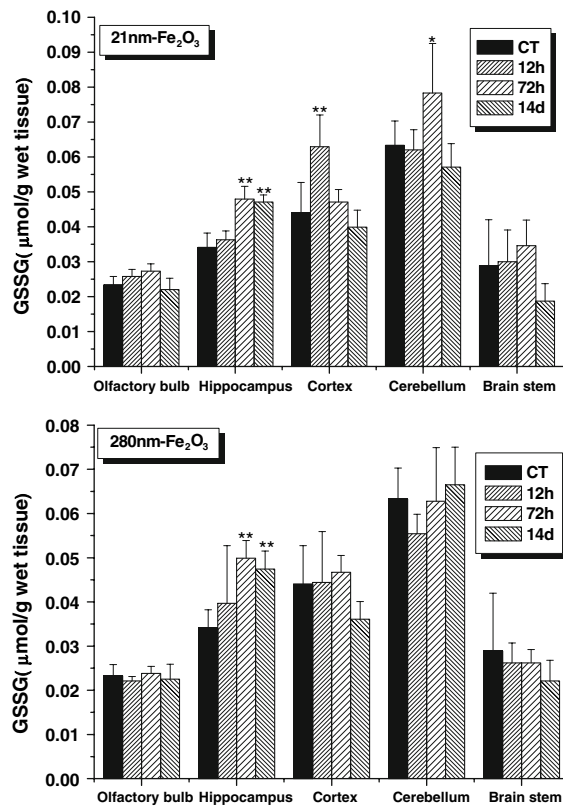 21nm-Fe₂O₃
CT
12h
72h
14d
GSSG( μmol/g wet tissue)
0.10
0.09
0.08
0.07
0.06
0.05
0.04
0.03
0.02
0.01
0.00
**
**
**
*
Olfactory bulb Hippocampus Cortex Cerebellum Brain stem
280nm-Fe₂O₃
CT
12h
72h
14d
GSSG( μmol/g wet tissue)
0.08
0.07
0.06
0.05
0.04
0.03
0.02
0.01
0.00
**
**
Olfactory bulb Hippocampus Cortex Cerebellum Brain stem